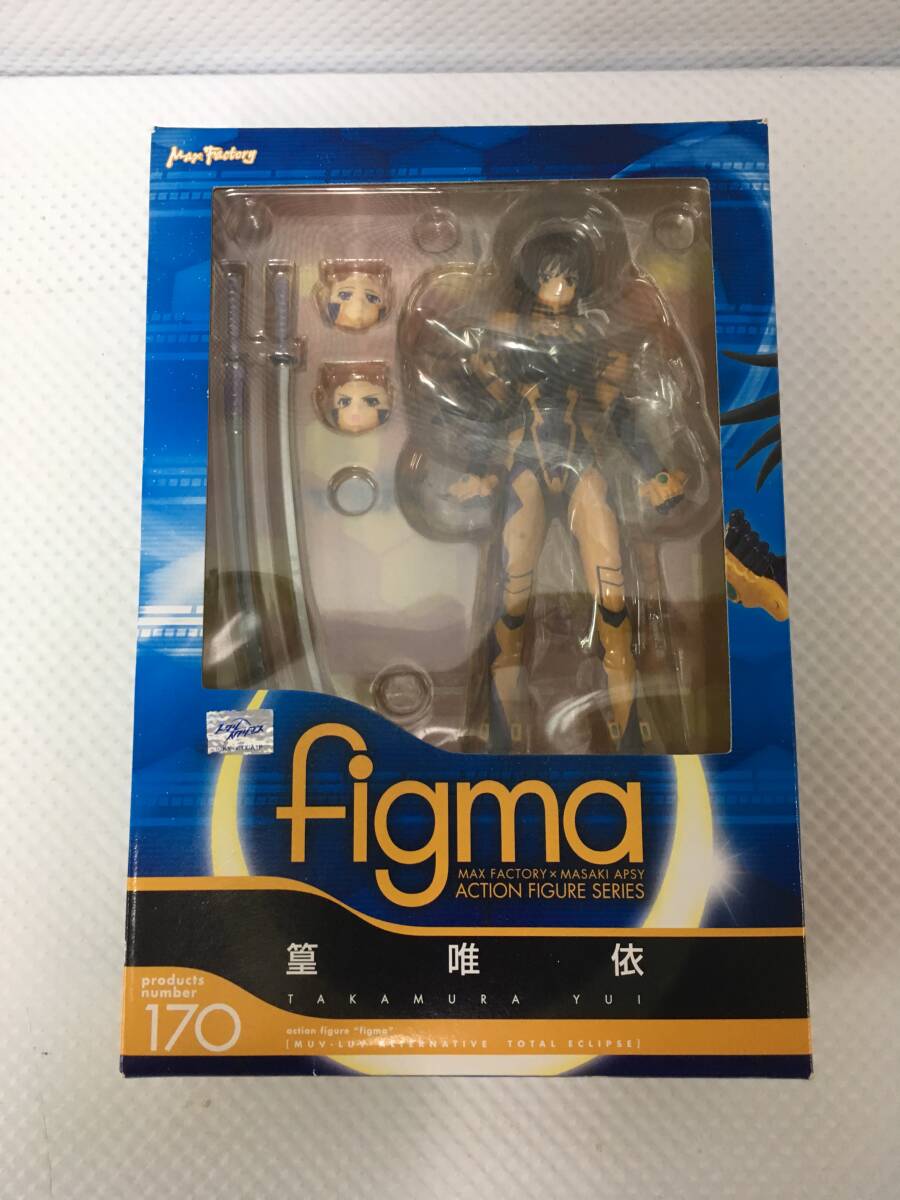 Max Factory
figma
MAX FACTORY × MASAKI APSY
ACTION FIGURE SERIES
篁 唯 依
TAKAMURA YUI
products
number
170
action figure "figma"
[MUV-LUV ALTERNATIVE TOTAL ECLIPSE]